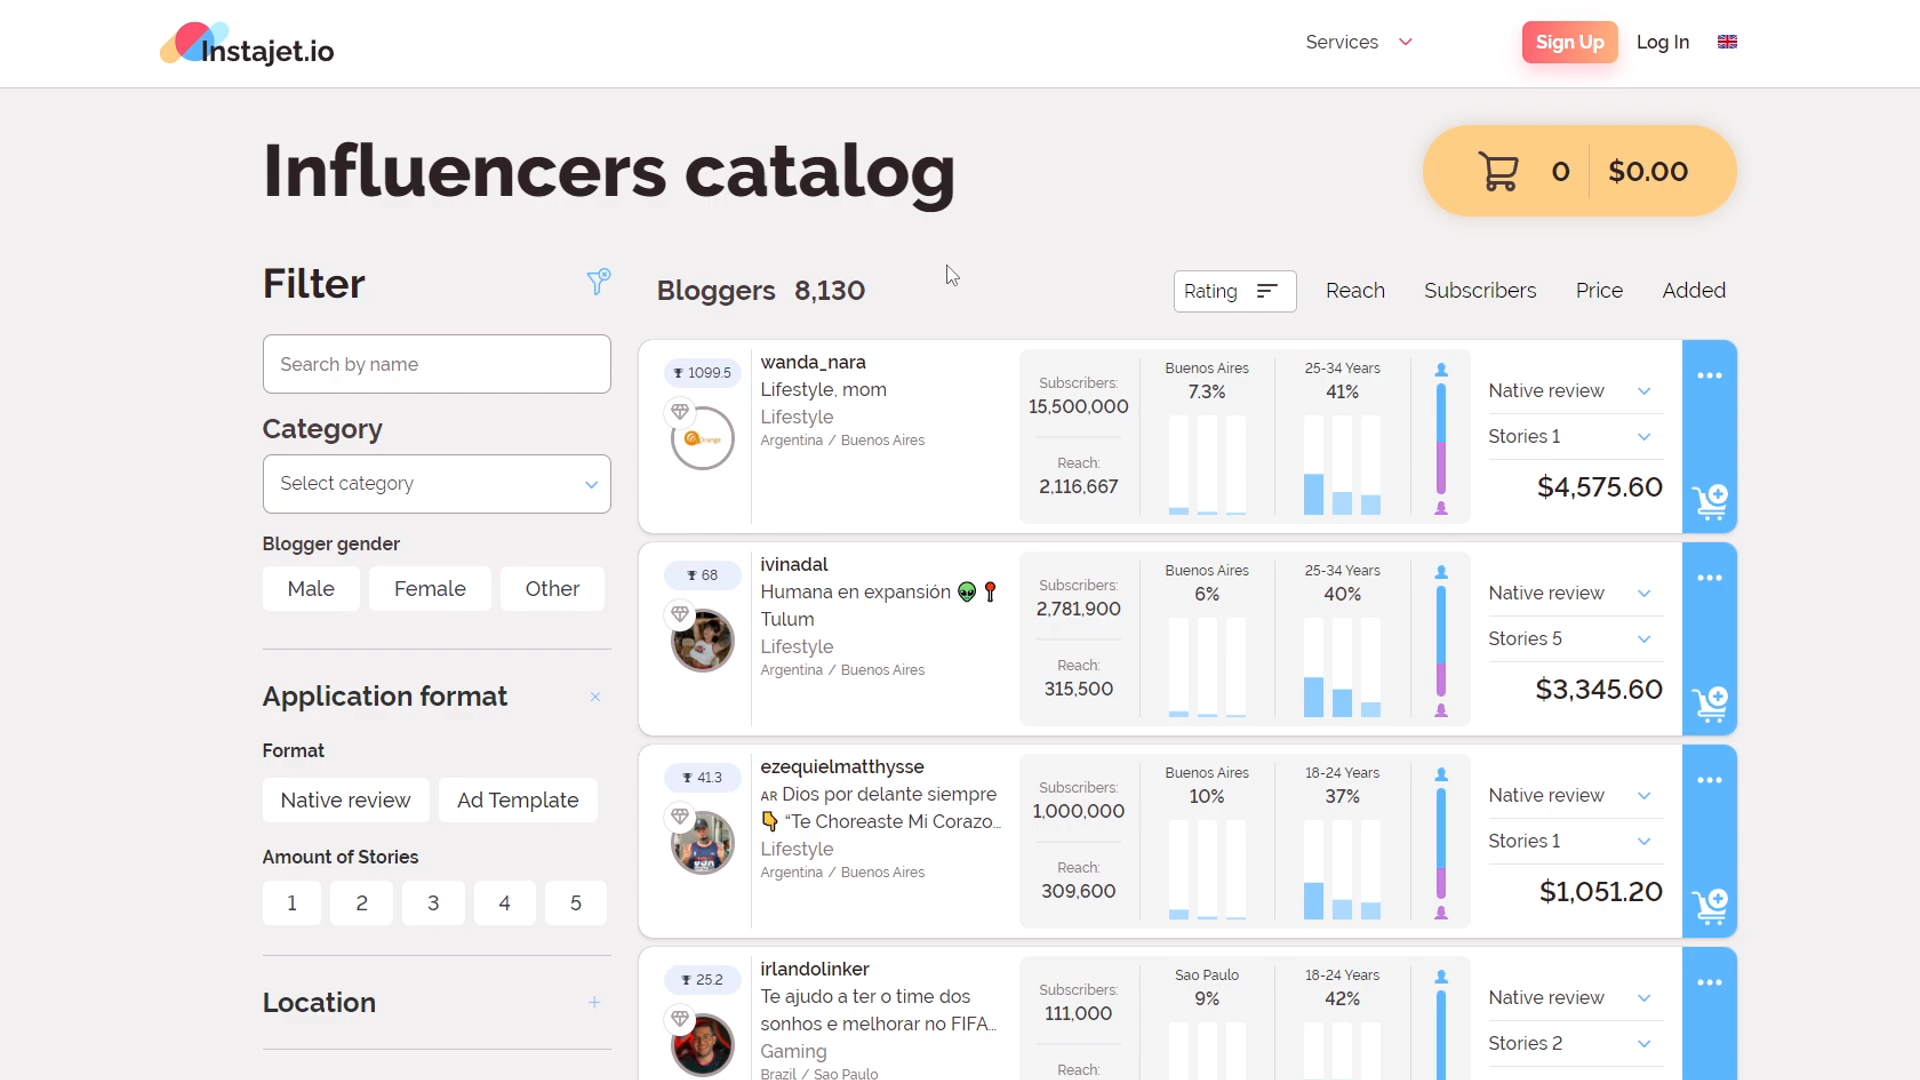 Instajet.io
Services
Sign Up
Log In
Influencers catalog
0
$0.00
Filter
Search by name
Category
Select category
Blogger gender
Male
Female
Other
Application format
Format
Native review
Ad Template
Amount of Stories
1
2
3
4
5
Location
Bloggers 8,130
Rating
Reach
Subscribers
Price
Added
1099.5
wanda_nara
Lifestyle, mom
Lifestyle
Argentina / Buenos Aires
Subscribers:
15,500,000
Reach:
2,116,667
Buenos Aires
7.3%
25-34 Years
41%
Native review
Stories 1
$4,575.60
68
ivinadal
Humana en expansión 👽📍
Tulum
Lifestyle
Argentina / Buenos Aires
Subscribers:
2,781,900
Reach:
315,500
Buenos Aires
6%
25-34 Years
40%
Native review
Stories 5
$3,345.60
41.3
ezequielmatthysse
AR Dios por delante siempre
👇 “Te Choreaste Mi Corazo...
Lifestyle
Argentina / Buenos Aires
Subscribers:
1,000,000
Reach:
309,600
Buenos Aires
10%
18-24 Years
37%
Native review
Stories 1
$1,051.20
25.2
irlandolinker
Te ajudo a ter o time dos
sonhos e melhorar no FIFA...
Gaming
Brazil / Sao Paulo
Subscribers:
111,000
Reach:
Sao Paulo
9%
18-24 Years
42%
Native review
Stories 2